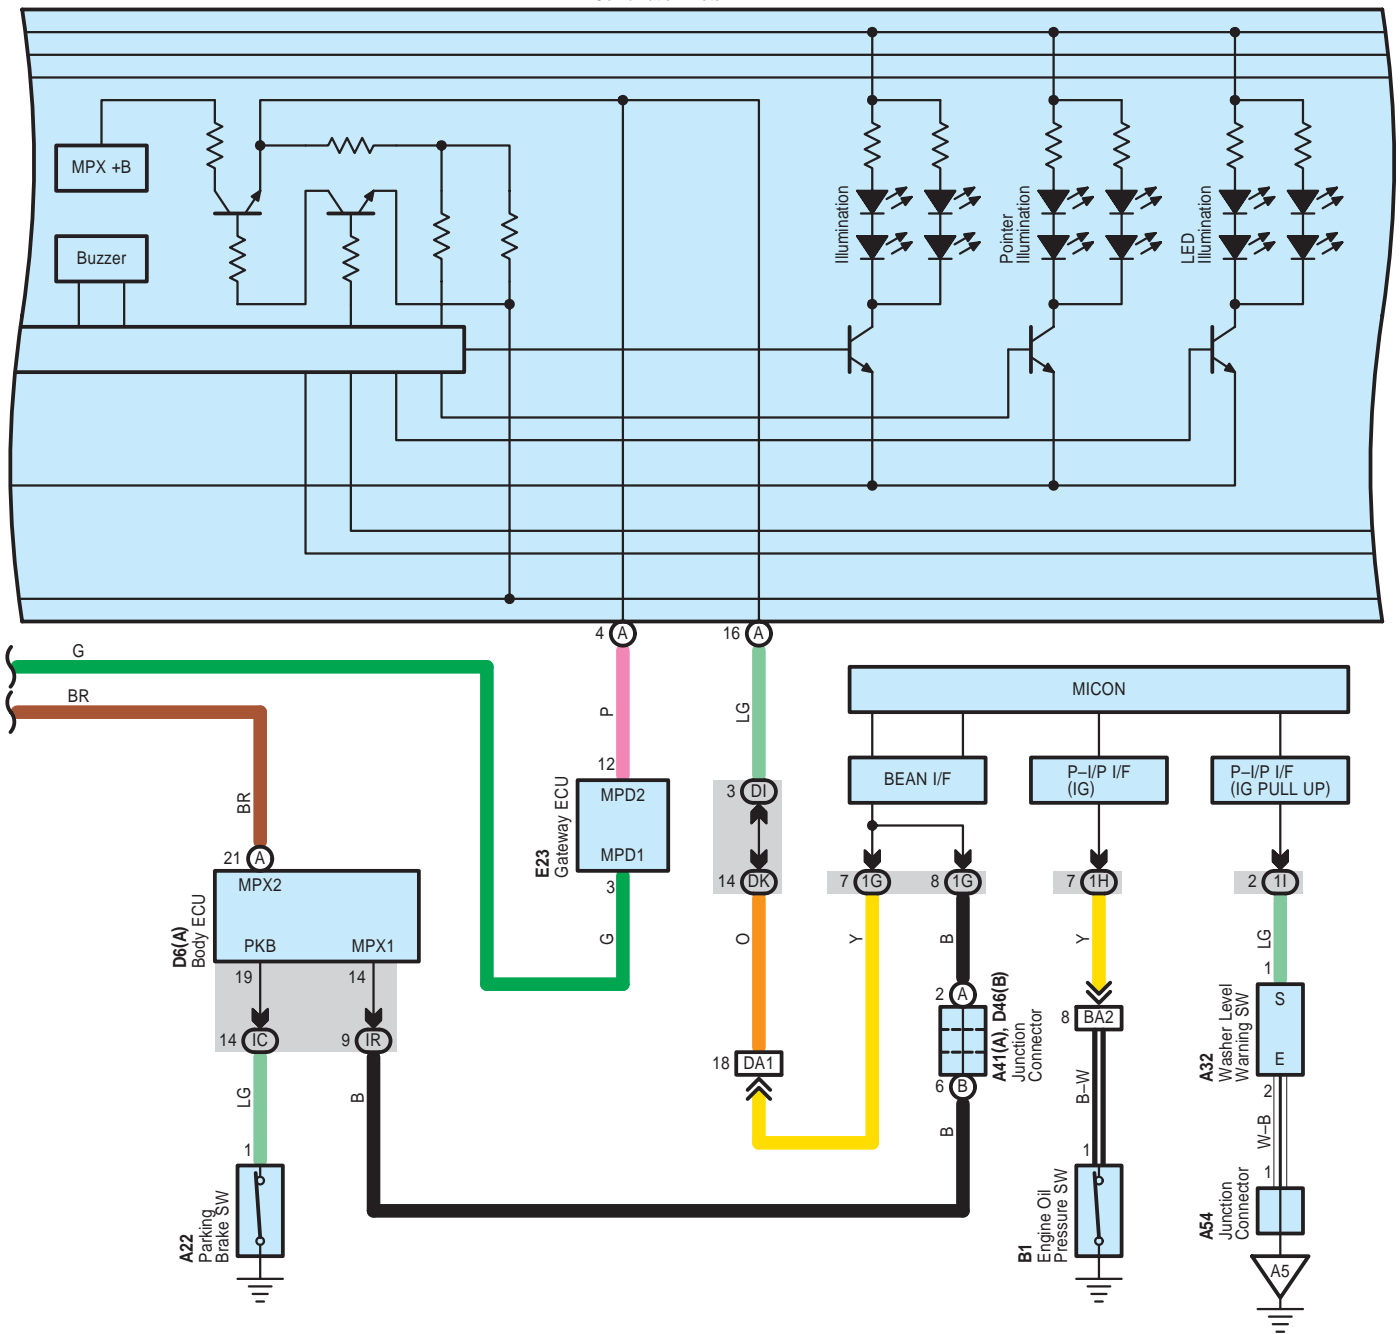 MPX +B
Buzzer
Illumination
Pointer
Illumination
LED
Illumination
4 A
16 A
G
BR
P
LG
MICON
12
MPD2
MPD1
3
E23
Gateway ECU
3 DI
14 DK
BEAN I/F
P–I/P I/F
(IG)
P–I/P I/F
(IG PULL UP)
7 1G
8 1G
7 1H
2 1I
BR
21 A
MPX2
PKB
MPX1
D6(A)
Body ECU
19
14
14 IC
9 IR
G
O
Y
B
Y
LG
2 A
6 B
A41(A), D46(B)
Junction
Connector
18 DA1
8 BA2
1
S
E
2
A32
Washer Level
Warning SW
LG
B
B
B–W
W–B
1
A22
Parking
Brake SW
1
B1
Engine Oil
Pressure SW
1
A54
Junction
Connector
A5